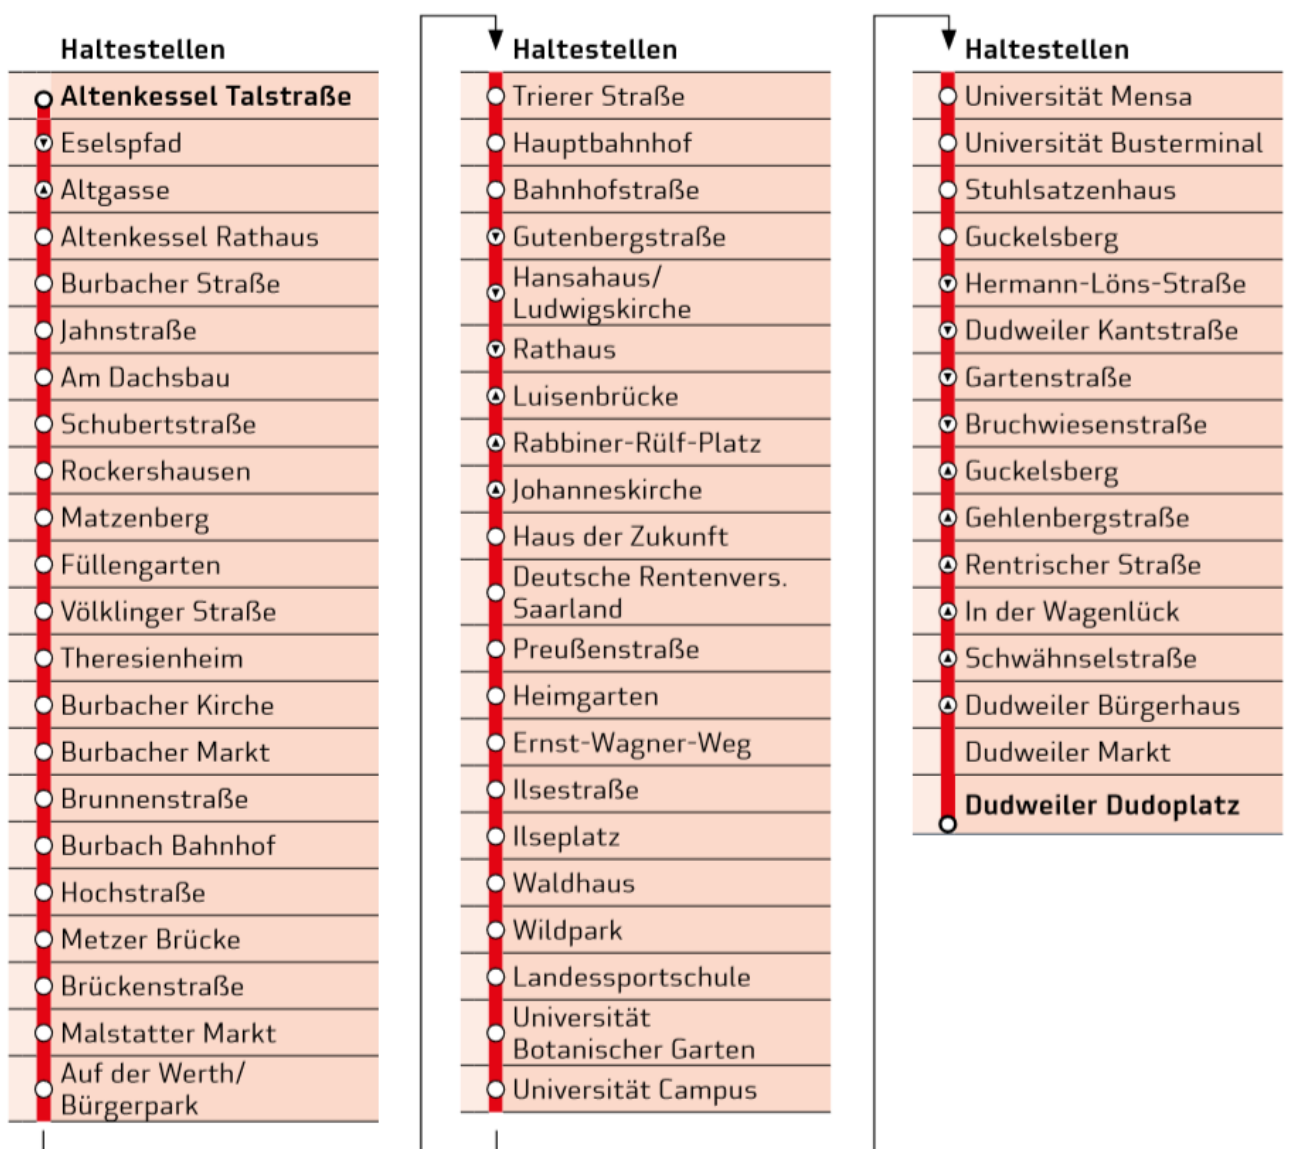 Haltestellen
Altenkessel Talstraße
Eselspfad
Altgasse
Altenkessel Rathaus
Burbacher Straße
Jahnstraße
Am Dachsbau
Schubertstraße
Rockershausen
Matzenberg
Füllengarten
Völklinger Straße
Theresienheim
Burbacher Kirche
Burbacher Markt
Brunnenstraße
Burbach Bahnhof
Hochstraße
Metzer Brücke
Brückenstraße
Malstatter Markt
Auf der Werth/
Bürgerpark
Haltestellen
Trierer Straße
Hauptbahnhof
Bahnhofstraße
Gutenbergstraße
Hansahaus/
Ludwigskirche
Rathaus
Luisenbrücke
Rabbiner-Rülf-Platz
Johanneskirche
Haus der Zukunft
Deutsche Rentenvers.
Saarland
Preußenstraße
Heimgarten
Ernst-Wagner-Weg
Ilsestraße
Ilseplatz
Waldhaus
Wildpark
Landessportschule
Universität
Botanischer Garten
Universität Campus
Haltestellen
Universität Mensa
Universität Busterminal
Stuhlsatzenhaus
Guckelsberg
Hermann-Löns-Straße
Dudweiler Kantstraße
Gartenstraße
Bruchwiesenstraße
Guckelsberg
Gehlenbergstraße
Rentrischer Straße
In der Wagenlück
Schwähnselstraße
Dudweiler Bürgerhaus
Dudweiler Markt
Dudweiler Dudoplatz